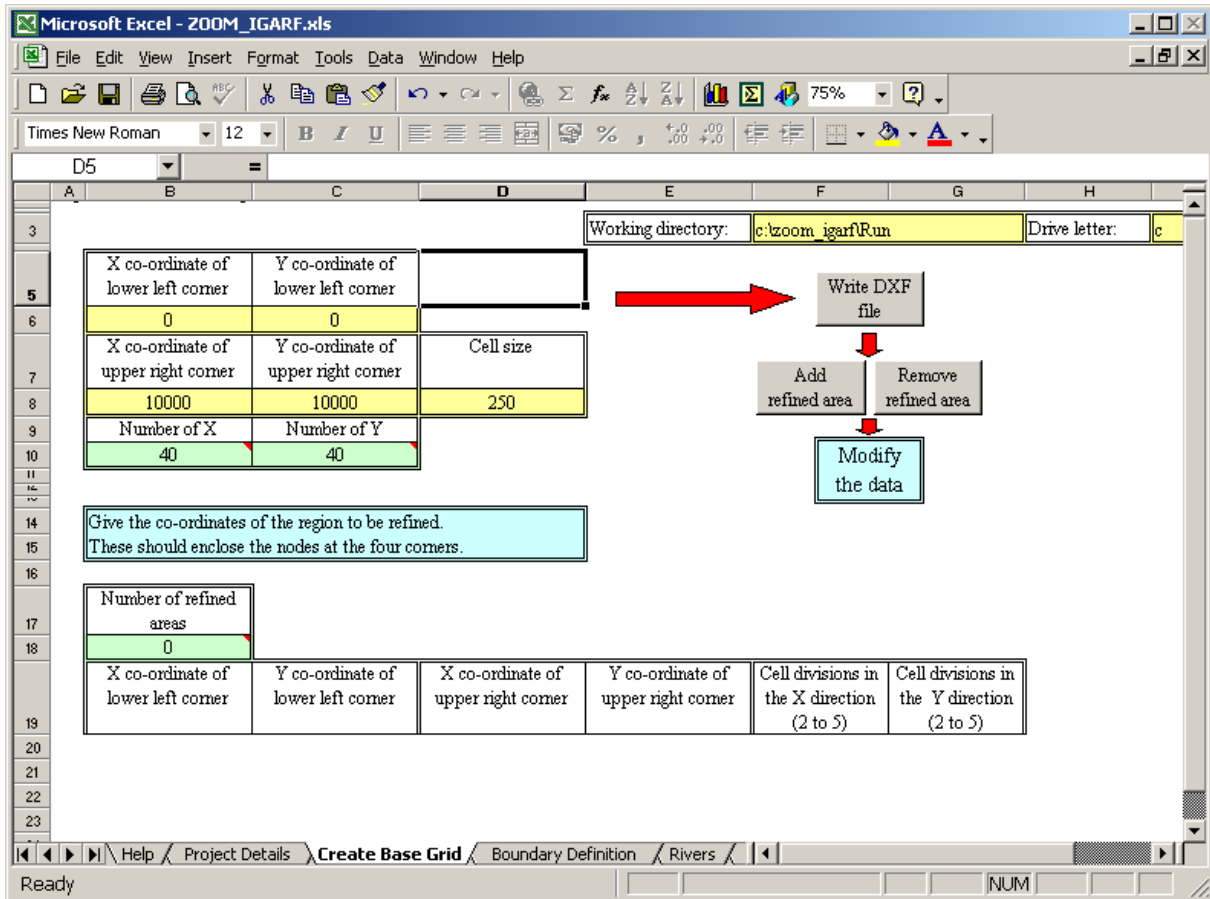 Microsoft Excel - ZOOM_IGARF.xls
File Edit View Insert Format Tools Data Window Help
75%
Times New Roman 12 B I U
D5 =
A B C D E F G H
3 Working directory: c:\zoom_igarf\Run Drive letter: c
X co-ordinate of Y co-ordinate of
lower left corner lower left corner
5
Write DXF
file
6 0 0
X co-ordinate of Y co-ordinate of Cell size
upper right corner upper right corner
7
Add Remove
refined area refined area
8 10000 10000 250
9 Number of X Number of Y
10 40 40
Modify
the data
11
12
13
14 Give the co-ordinates of the region to be refined.
15 These should enclose the nodes at the four corners.
16
Number of refined
17 areas
18 0
X co-ordinate of Y co-ordinate of X co-ordinate of Y co-ordinate of Cell divisions in Cell divisions in
lower left corner lower left corner upper right corner upper right corner the X direction the Y direction
19 (2 to 5) (2 to 5)
20
21
22
23
Help Project Details Create Base Grid Boundary Definition Rivers
Ready NUM